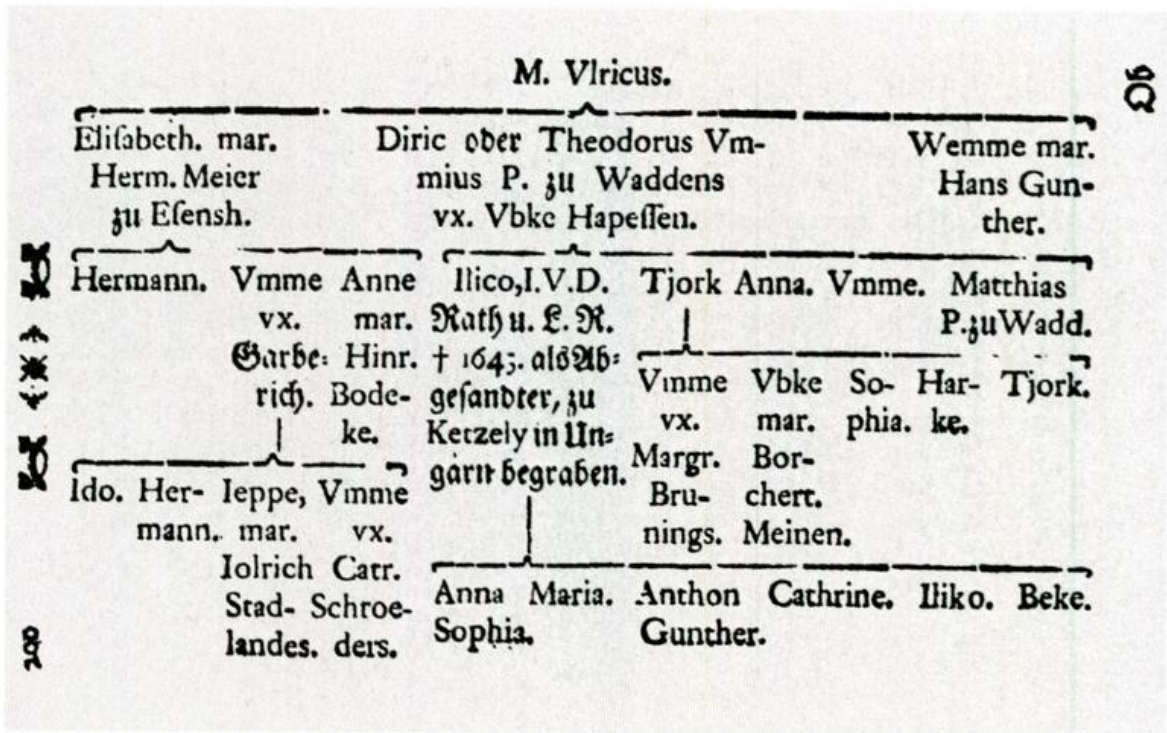 Ob
M. Vlricus.
Eliſabeth. mar. Diric oder Theodorus Vm- Wemme mar.
Herm. Meier mius P. zu Waddens Hans Gun-
zu Eſensh. vx. Vbke Hapeſſen. ther.
Hermann. Vmme Anne Ilico, I.V.D. Tjork Anna. Vmme. Matthias
vx. mar. Rath u. L. R. P. zu Wadd.
Garbe= Hinr. † 1645. als Ab= Vmme Vbke So- Har- Tjork.
rich. Bode- geſandter, zu vx. mar. phia. ke.
ke. Ketzely in Un= Margr. Bor-
garn begraben. Bru- chert.
Ido. Her- Ieppe, Vmme nings. Meinen.
mann. mar. vx.
Iolrich Catr. Anna Maria. Anthon Cathrine. Iliko. Beke.
Stad- Schroe- Sophia. Gunther.
landes. ders.
200